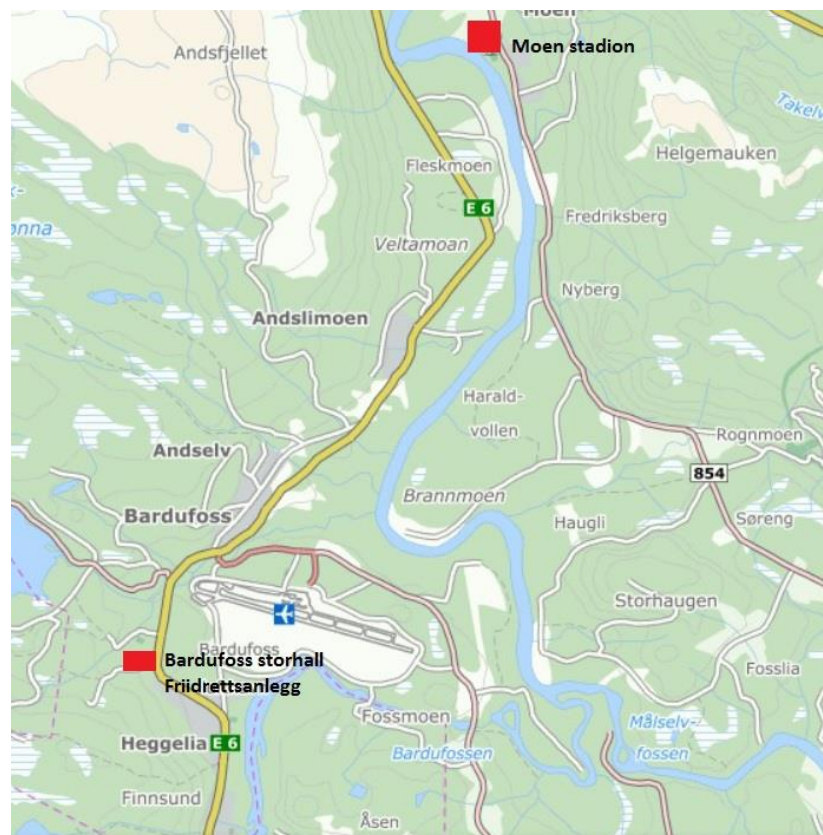 Moen
Moen stadion
Andsfjellet
Takelv
Helgemauken
Fleskmoen
E 6
Fredriksberg
onna
Veltamoan
Nyberg
Andslimoen
Harald-
vollen
Rognmoen
Andselv
854
Brannmoen
Bardufoss
Haugli
Søreng
Storhaugen
Bardufoss
Bardufoss storhall
Friidrettsanlegg
Fosslia
Fossmoen
Målselv-
fossen
Heggelia
E 6
Bardufossen
Finnsund
Åsen